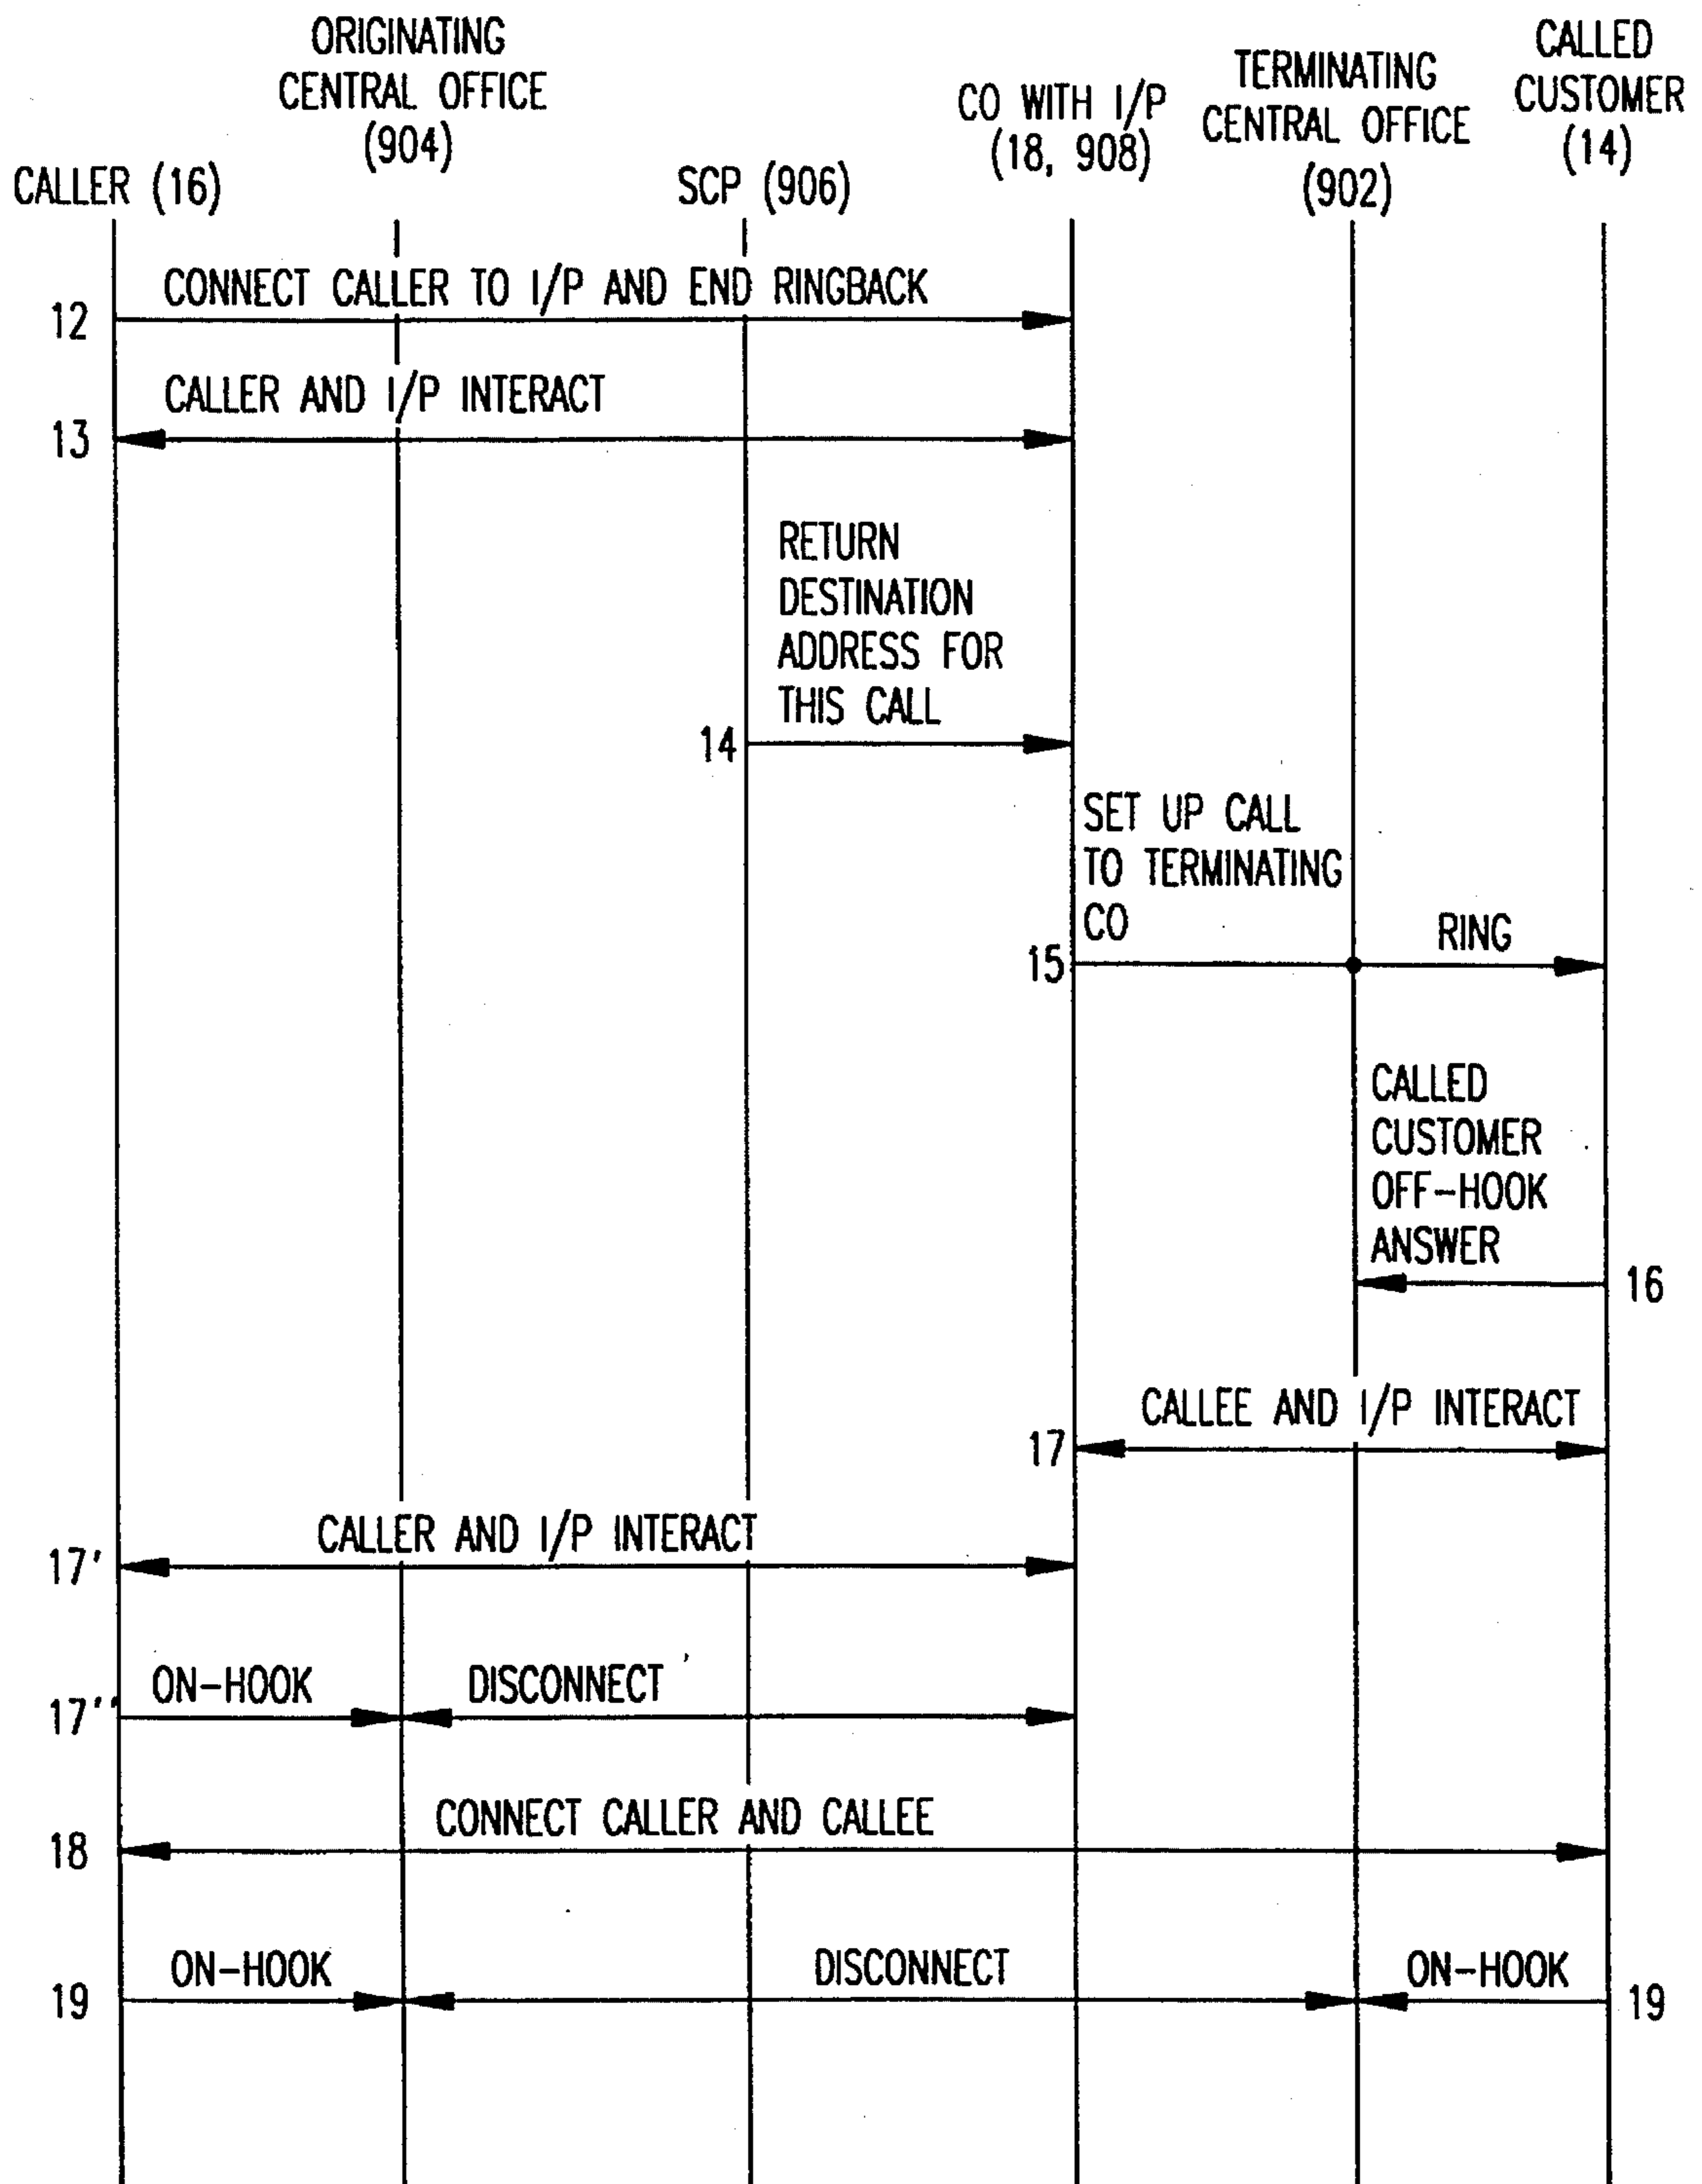 ORIGINATING
CENTRAL OFFICE
(904)
CALLER (16)
SCP (906)
CO WITH I/P
(18, 908)
TERMINATING
CENTRAL OFFICE
(902)
CALLED
CUSTOMER
(14)
CONNECT CALLER TO I/P AND END RINGBACK
12
CALLER AND I/P INTERACT
13
RETURN
DESTINATION
ADDRESS FOR
THIS CALL
14
SET UP CALL
TO TERMINATING
CO
15
RING
CALLED
CUSTOMER
OFF-HOOK
ANSWER
16
CALLEE AND I/P INTERACT
17
CALLER AND I/P INTERACT
17'
ON-HOOK
DISCONNECT
17''
CONNECT CALLER AND CALLEE
18
ON-HOOK
DISCONNECT
ON-HOOK
19
19